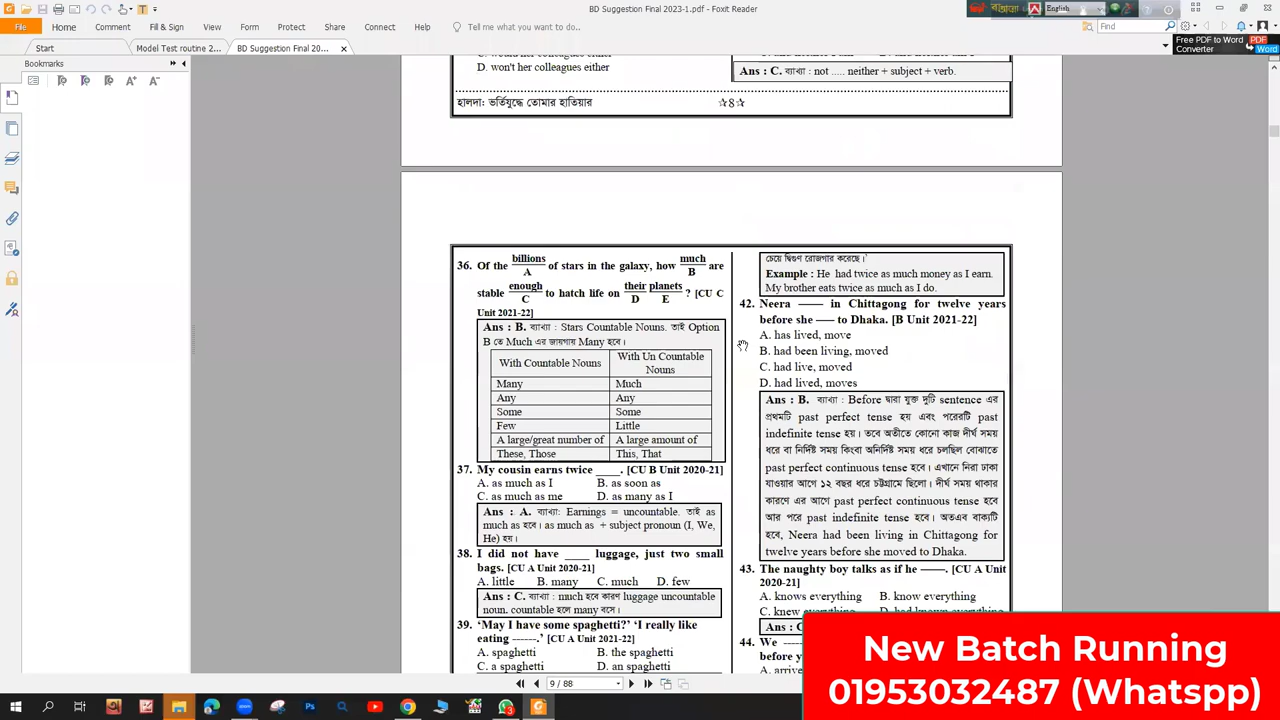 BD Suggestion Final 2023-1.pdf - Foxit Reader
English
File Home Comment Fill & Sign View Form Protect Share Connect Help Tell me what you want to do... Find
Start Model Test routine 2... BD Suggestion Final 20...
Free PDF to Word Converter
PDF Word
Bookmarks
D. won't her colleagues either
Ans : C. ব্যাখ্যা : not ..... neither + subject + verb.
হালদা: ভর্তিযুদ্ধে তোমার হাতিয়ার ☆8☆
36. Of the billions of stars in the galaxy, how much are
A B
stable enough to hatch life on their planets ? [CU C
C D E
Unit 2021-22]
Ans : B. ব্যাখ্যা : Stars Countable Nouns. তাই Option
B তে Much এর জায়গায় Many হবে।
With Countable Nouns With Un Countable Nouns
Many Much
Any Any
Some Some
Few Little
A large/great number of A large amount of
These, Those This, That
37. My cousin earns twice ____. [CU B Unit 2020-21]
A. as much as I B. as soon as
C. as much as me D. as many as I
Ans : A. ব্যাখ্যা: Earnings = uncountable. তাই as
much as হবে। as much as + subject pronoun (I, We,
He) হয়।
38. I did not have ____ luggage, just two small
bags. [CU A Unit 2020-21]
A. little B. many C. much D. few
Ans : C. ব্যাখ্যা : much হবে কারণ luggage uncountable
noun. countable হলে many বসে।
39. ‘May I have some spaghetti?’ ‘I really like
eating ------.’ [CU A Unit 2021-22]
A. spaghetti B. the spaghetti
C. a spaghetti D. an spaghetti
চেয়ে দ্বিগুণ রোজগার করেছে।’
Example : He had twice as much money as I earn.
My brother eats twice as much as I do.
42. Neera —— in Chittagong for twelve years
before she —– to Dhaka. [B Unit 2021-22]
A. has lived, move
B. had been living, moved
C. had live, moved
D. had lived, moves
Ans : B. ব্যাখ্যা : Before দ্বারা যুক্ত দুটি sentence এর
প্রথমটি past perfect tense হয় এবং পরেরটি past
indefinite tense হয়। তবে অতীতে কোনো কাজ দীর্ঘ সময়
ধরে বা নির্দিষ্ট সময় কিংবা অনির্দিষ্ট সময় ধরে চলছিল বোঝাতে
past perfect continuous tense হবে। এখানে নিরা ঢাকা
যাওয়ার আগে ১২ বছর ধরে চট্টগ্রামে ছিলো। দীর্ঘ সময় থাকার
কারণে এর আগে past perfect continuous tense হবে
আর পরে past indefinite tense হবে। অতএব বাক্যটি
হবে, Neera had been living in Chittagong for
twelve years before she moved to Dhaka.
43. The naughty boy talks as if he ——. [CU A Unit
2020-21]
A. knows everything B. know everything
C. knew everything D. had known everything
Ans : C
44. We
before y
A. arrive
9 / 88
New Batch Running
01953032487 (Whatspp)